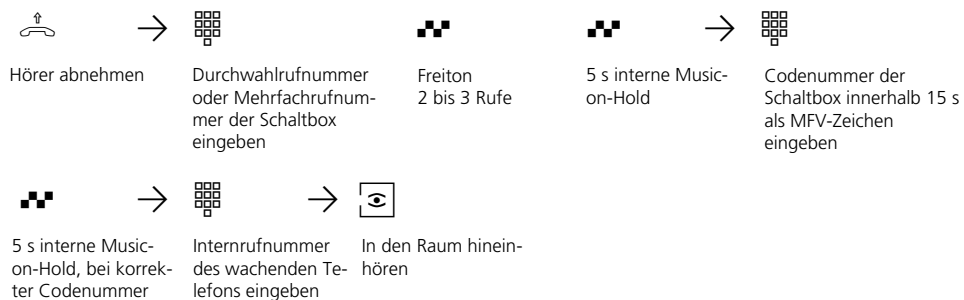 Hörer abnehmen
Durchwahlrufnummer
oder Mehrfachrufnum-
mer der Schaltbox
eingeben
Freiton
2 bis 3 Rufe
5 s interne Music-
on-Hold
Codenummer der
Schaltbox innerhalb 15 s
als MFV-Zeichen
eingeben
5 s interne Music-
on-Hold, bei korrek-
ter Codenummer
Internrufnummer
des wachenden Te-
lefons eingeben
In den Raum hinein-
hören